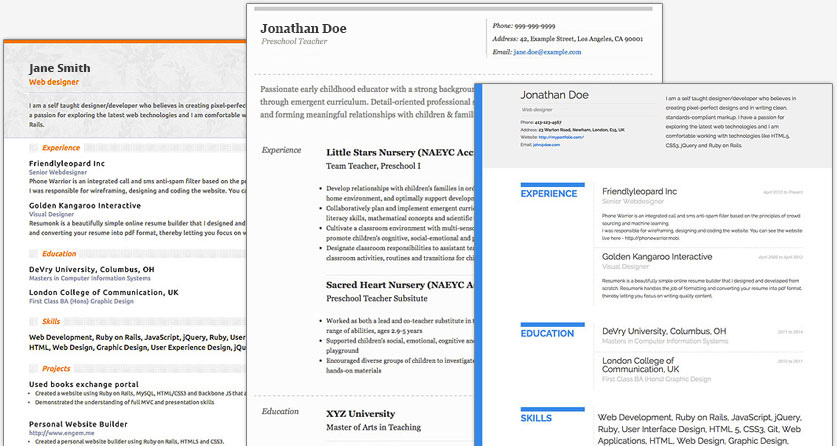 Jane Smith
Web designer
I am a self taught designer/developer who believes in creating pixel-perfect
a passion for exploring the latest web technologies and I am comfortable wo
Rails.
Experience
Friendlyleopard Inc
Senior Webdesigner
Phone Warrior is an integrated call and sms anti-spam filter based on the p
I was responsible for wireframing, designing and coding the website. You ca
Golden Kangaroo Interactive
Visual Designer
Resumonk is a beautifully simple online resume builder that I designed and
and converting your resume into pdf format, thereby letting you focus on w
Education
DeVry University, Columbus, OH
Masters in Computer Information Systems
London College of Communication, UK
First Class BA (Hons) Graphic Design
Skills
Web Development, Ruby on Rails, JavaScript, jQuery, Ruby, Use
HTML, Web Design, Graphic Design, User Experience Design, jQu
Projects
Used books exchange portal
Created a website using Ruby on Rails, MySQL, HTML/CSS and Backbone JS that a
Demonstrated the understanding of full MVC and presentation skills
Personal Website Builder
http://www.engem.me
Created a personal website builder using Ruby on Rails, HTML5 and CSS3.
Jonathan Doe
Preschool Teacher
Phone: 999-999-9999
Address: 42, Example Street, Los Angeles, CA 90001
Email: jane.doe@example.com
Passionate early childhood educator with a strong backgroun
through emergent curriculum. Detail-oriented professional s
and forming meaningful relationships with children & famili
Experience
Little Stars Nursery (NAEYC Acc
Team Teacher, Preschool I
Develop relationships with children's families in ord
home environment, and optimally support developm
Collaboratively plan and implement emergent curric
literacy skills, mathematical concepts and scientific
Cultivate a classroom environment with multi-senso
promote children's cognitive, social-emotional and p
Designate classroom responsibilities to assistant tea
classroom activities, routines and transitions for chi
Sacred Heart Nursery (NAEYC A
Preschool Teacher Subsitute
Worked as both a lead and co-teacher substitute in t
range of abilities, ages 2.9-5 years
Supported children's social, emotional, cognitive an
playground
Encouraged diverse groups of children to investigate
hands-on materials
Education
XYZ University
Master of Arts in Teaching
Jonathan Doe
Web designer
Phone: 413-123-4567
Address: 23 Warton Road, Newham, London, E15, UK
Website: http://myportfolio.com/
Email: john@doe.com
I am a self taught designer/developer who believes in
creating pixel-perfect designs and in writing clean,
standards-compliant markup. I have a passion for
exploring the latest web technologies and I am
comfortable working with technologies like HTML5,
CSS3, jQuery and Ruby on Rails.
EXPERIENCE
Friendlyleopard Inc
April 2012 to Present
Senior Webdesigner
Phone Warrior is an integrated call and sms anti-spam filter based on the principles of crowd
sourcing and machine learning.
I was responsible for wireframing, designing and coding the website. You can see the website
live here - http://phonewarrior.mobi.
Golden Kangaroo Interactive
Visual Designer
Resumonk is a beautifully simple online resume builder that I designed and developed from
scratch. Resumonk handles the job of formatting and converting your resume into pdf format,
thereby letting you focus on writing quality content.
EDUCATION
DeVry University, Columbus, OH
Masters in Computer Information Systems
London College of
Communication, UK
First Class BA (Hons) Graphic Design
SKILLS
Web Development, Ruby on Rails, JavaScript, jQuery,
Ruby, User Interface Design, HTML 5, CSS3, Git, Web
Applications, HTML, Web Design, Graphic Design,